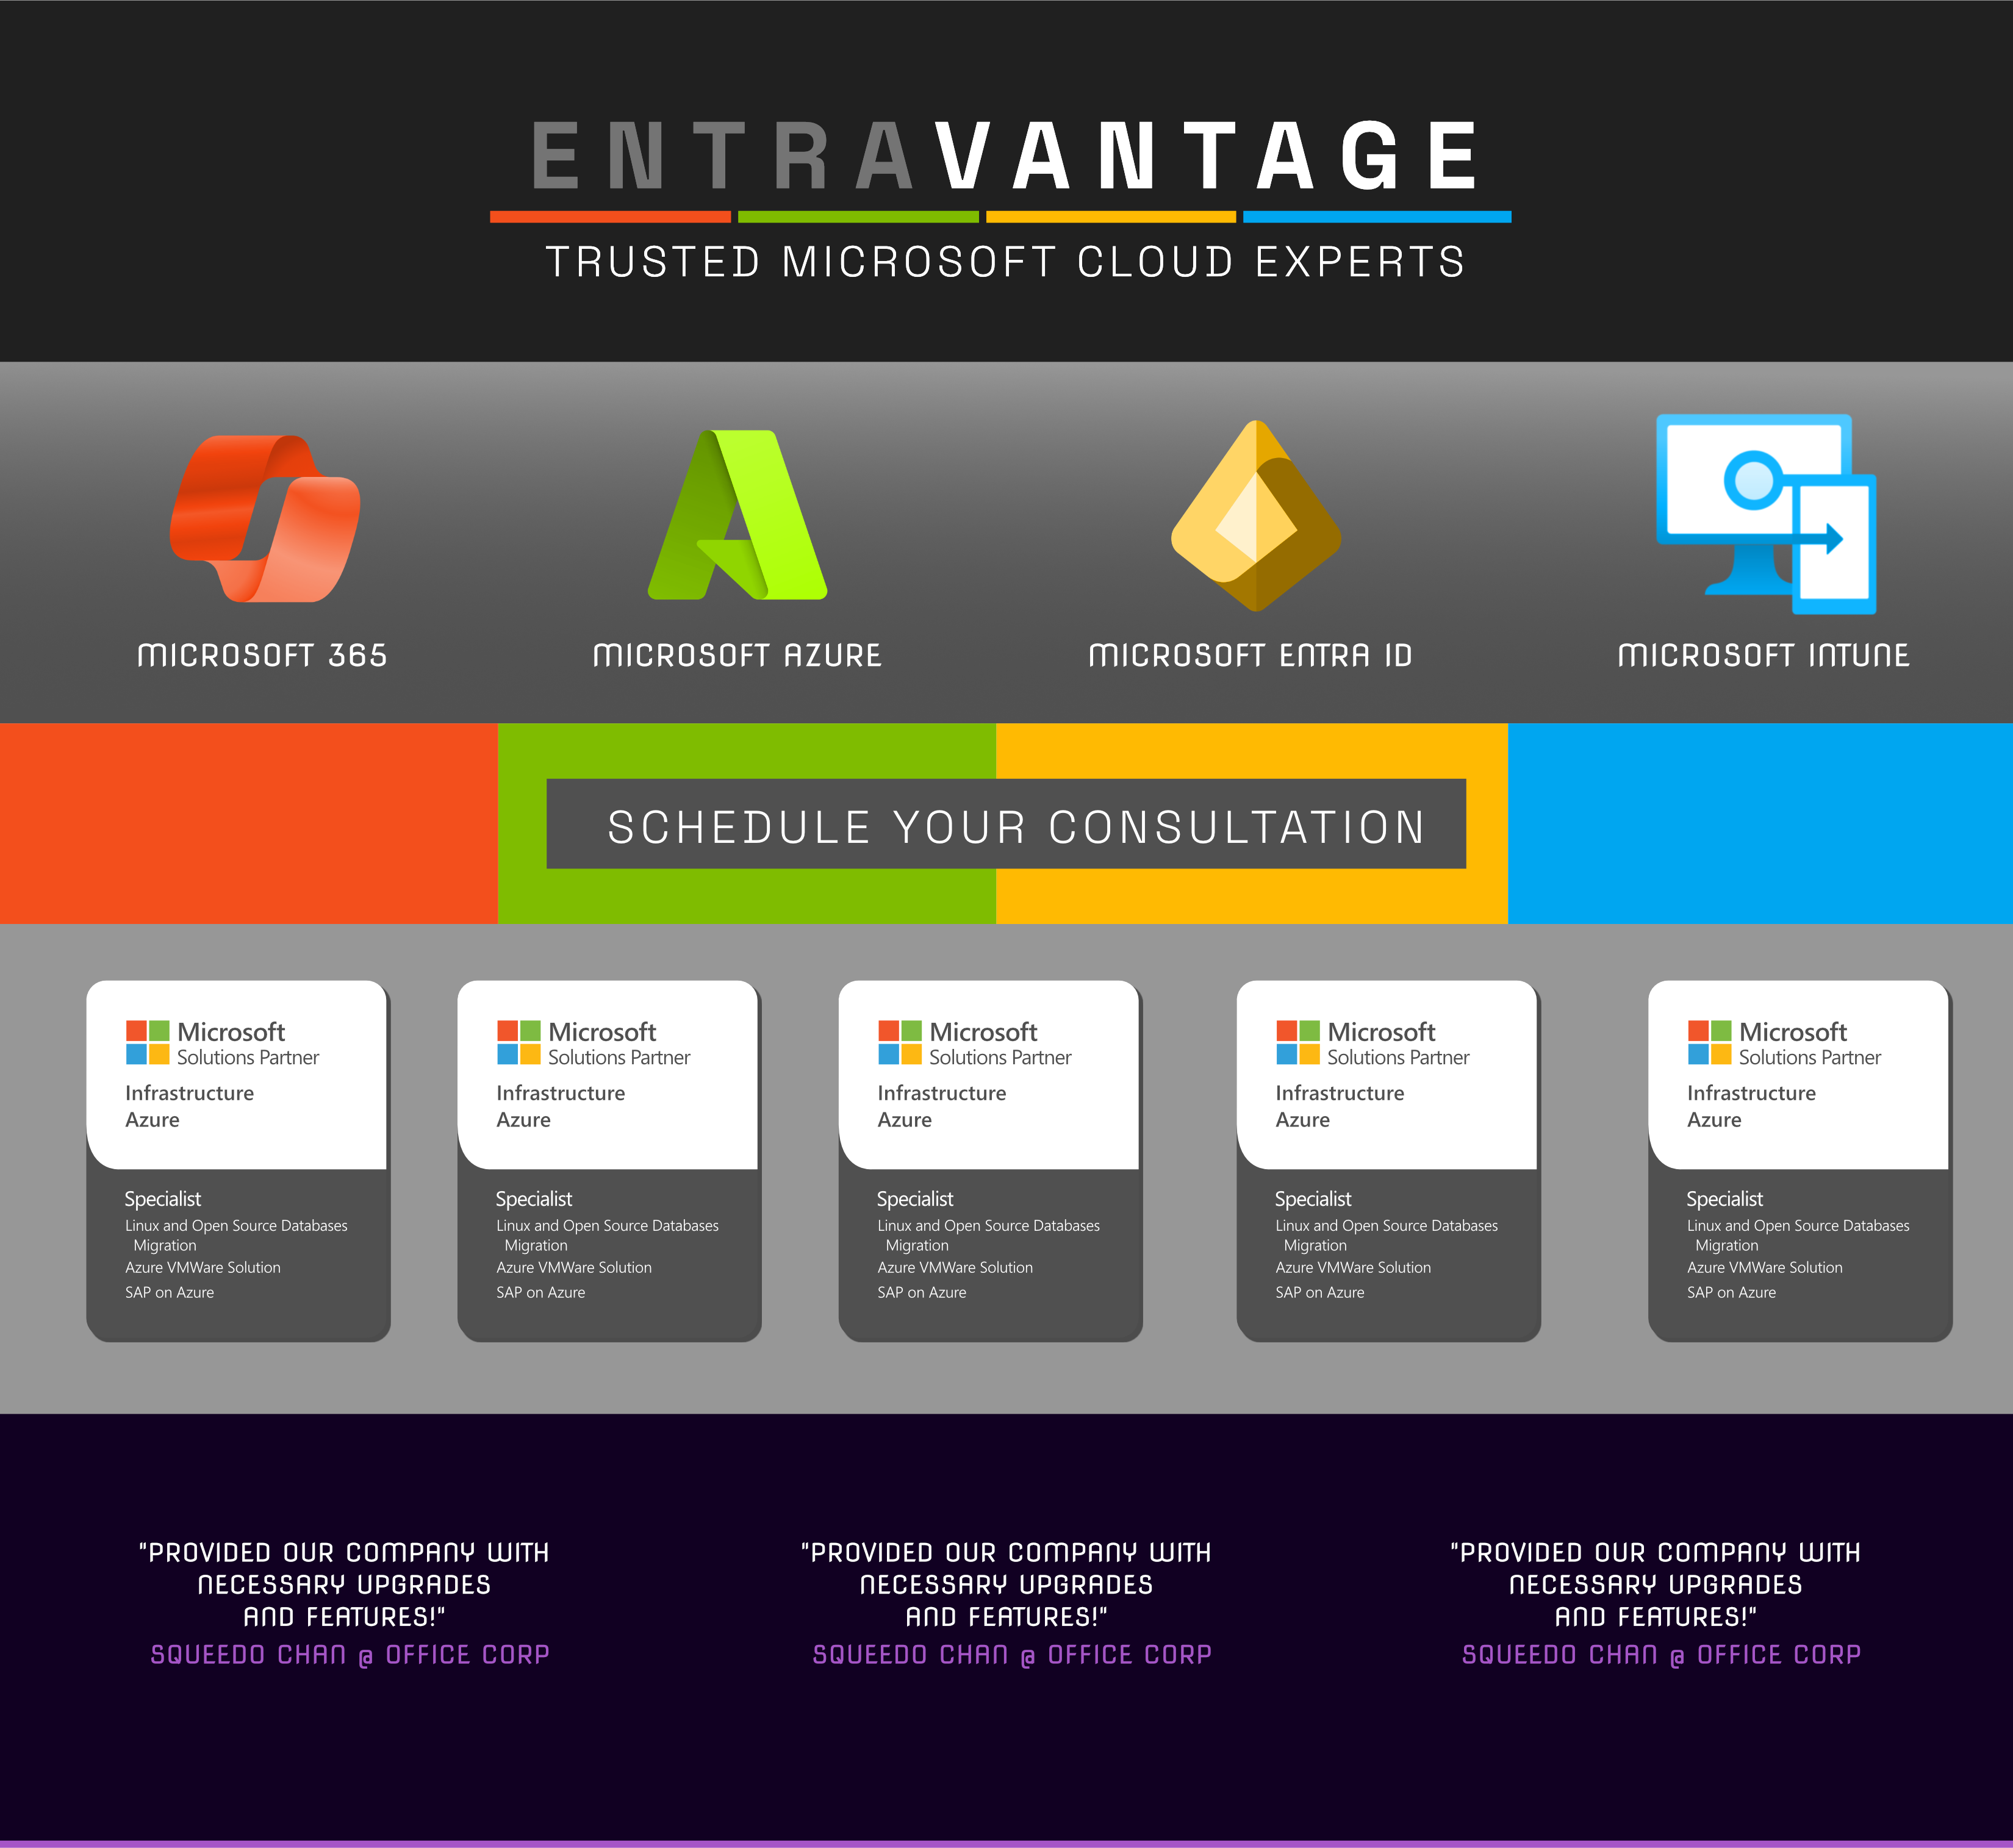 ENTRAVANTAGE
TRUSTED MICROSOFT CLOUD EXPERTS
MICROSOFT 365
MICROSOFT AZURE
MICROSOFT ENTRA ID
MICROSOFT INTUNE
SCHEDULE YOUR CONSULTATION
Microsoft
Solutions Partner
Infrastructure
Azure
Specialist
Linux and Open Source Databases
Migration
Azure VMWare Solution
SAP on Azure
Microsoft
Solutions Partner
Infrastructure
Azure
Specialist
Linux and Open Source Databases
Migration
Azure VMWare Solution
SAP on Azure
Microsoft
Solutions Partner
Infrastructure
Azure
Specialist
Linux and Open Source Databases
Migration
Azure VMWare Solution
SAP on Azure
Microsoft
Solutions Partner
Infrastructure
Azure
Specialist
Linux and Open Source Databases
Migration
Azure VMWare Solution
SAP on Azure
Microsoft
Solutions Partner
Infrastructure
Azure
Specialist
Linux and Open Source Databases
Migration
Azure VMWare Solution
SAP on Azure
"PROVIDED OUR COMPANY WITH
NECESSARY UPGRADES
AND FEATURES!"
SQUEEDO CHAN @ OFFICE CORP
"PROVIDED OUR COMPANY WITH
NECESSARY UPGRADES
AND FEATURES!"
SQUEEDO CHAN @ OFFICE CORP
"PROVIDED OUR COMPANY WITH
NECESSARY UPGRADES
AND FEATURES!"
SQUEEDO CHAN @ OFFICE CORP